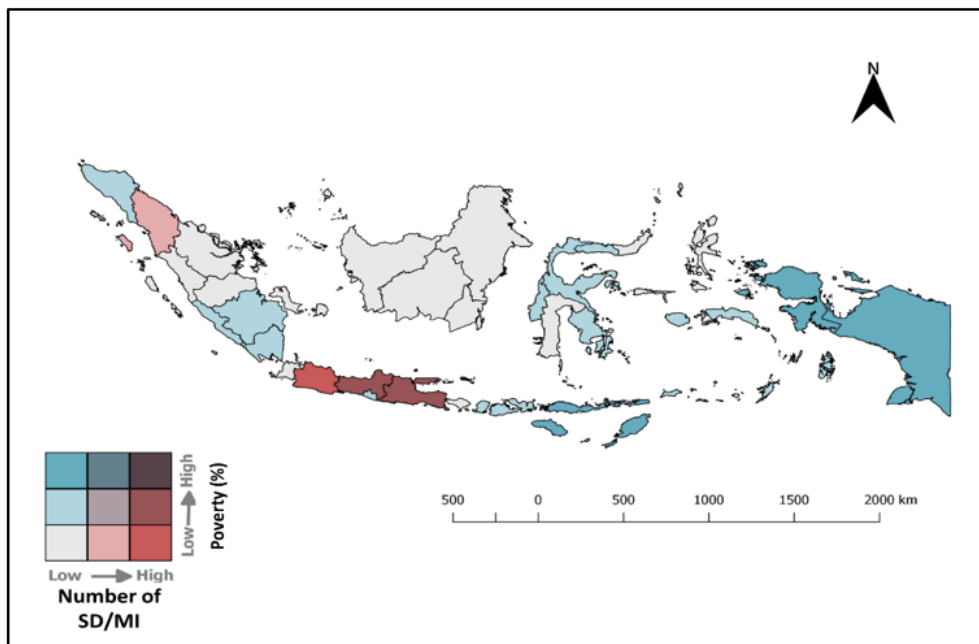 N
500 0 500 1000 1500 2000 km
High
Low
Poverty (%)
Low High
Number of
SD/MI